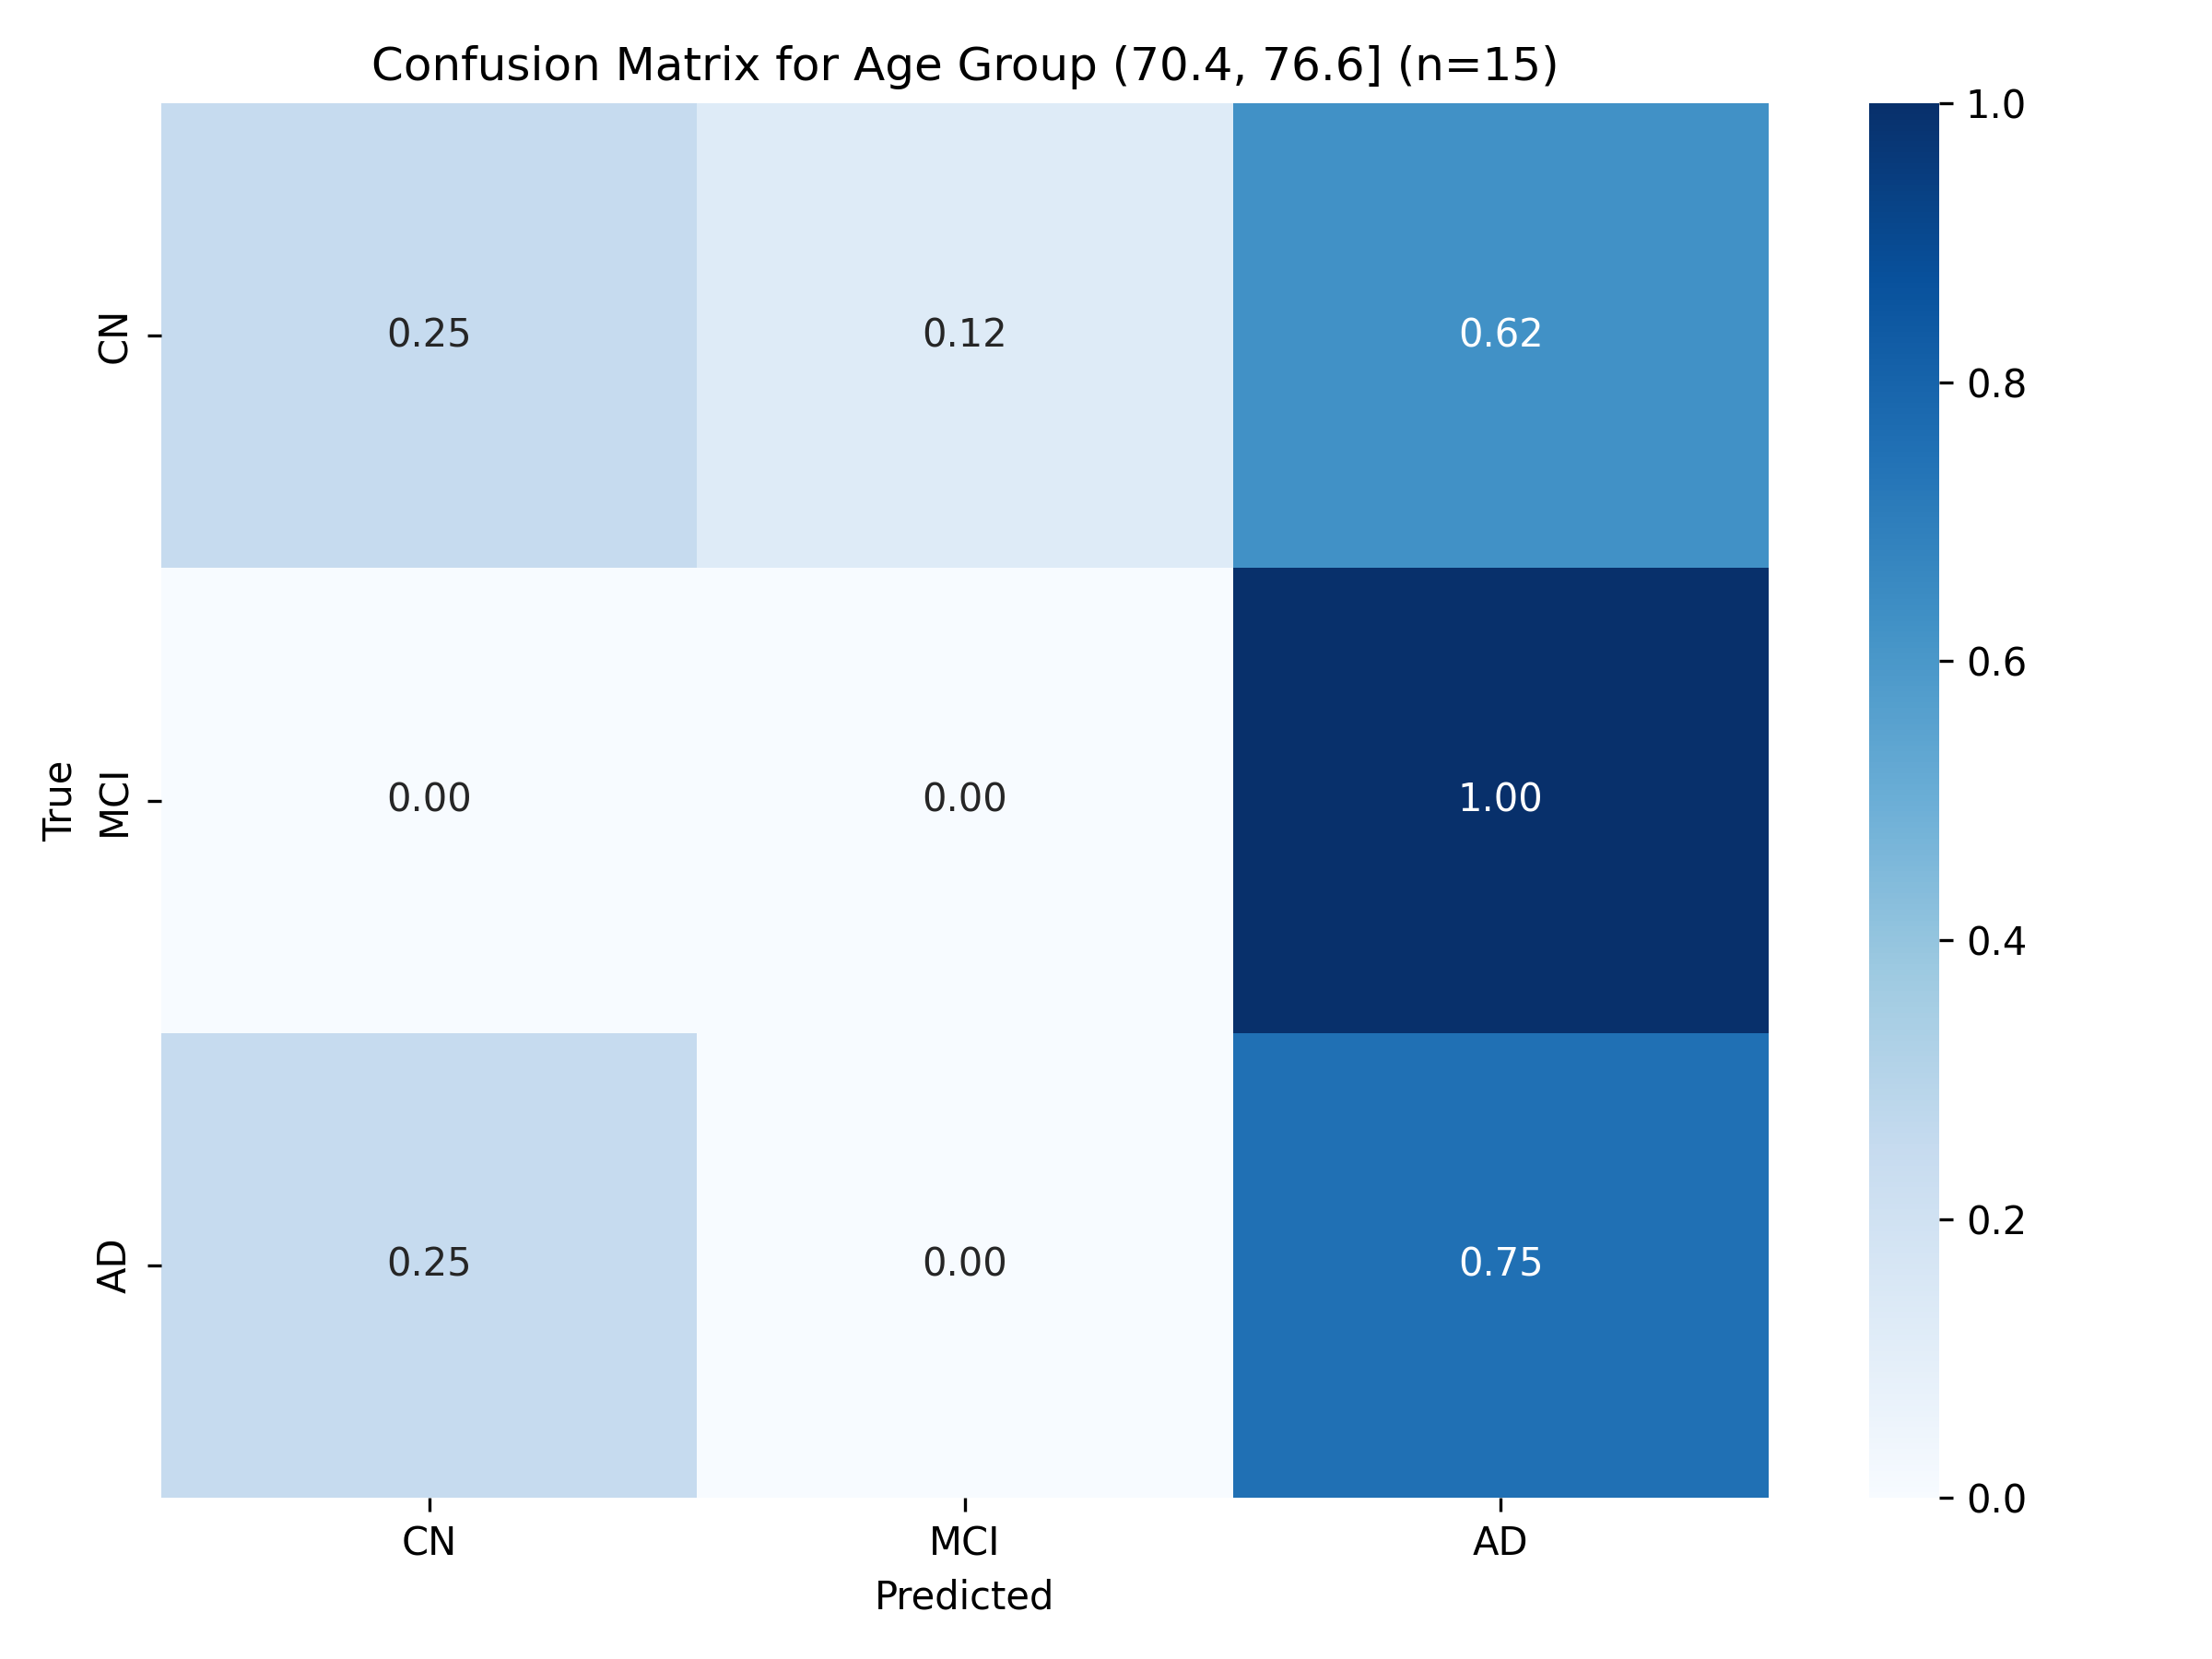 Confusion Matrix for Age Group (70.4, 76.6] (n=15)
True
CN
0.25 0.12 0.62
MCI
0.00 0.00 1.00
AD
0.25 0.00 0.75
CN MCI AD
Predicted
1.0
0.8
0.6
0.4
0.2
0.0